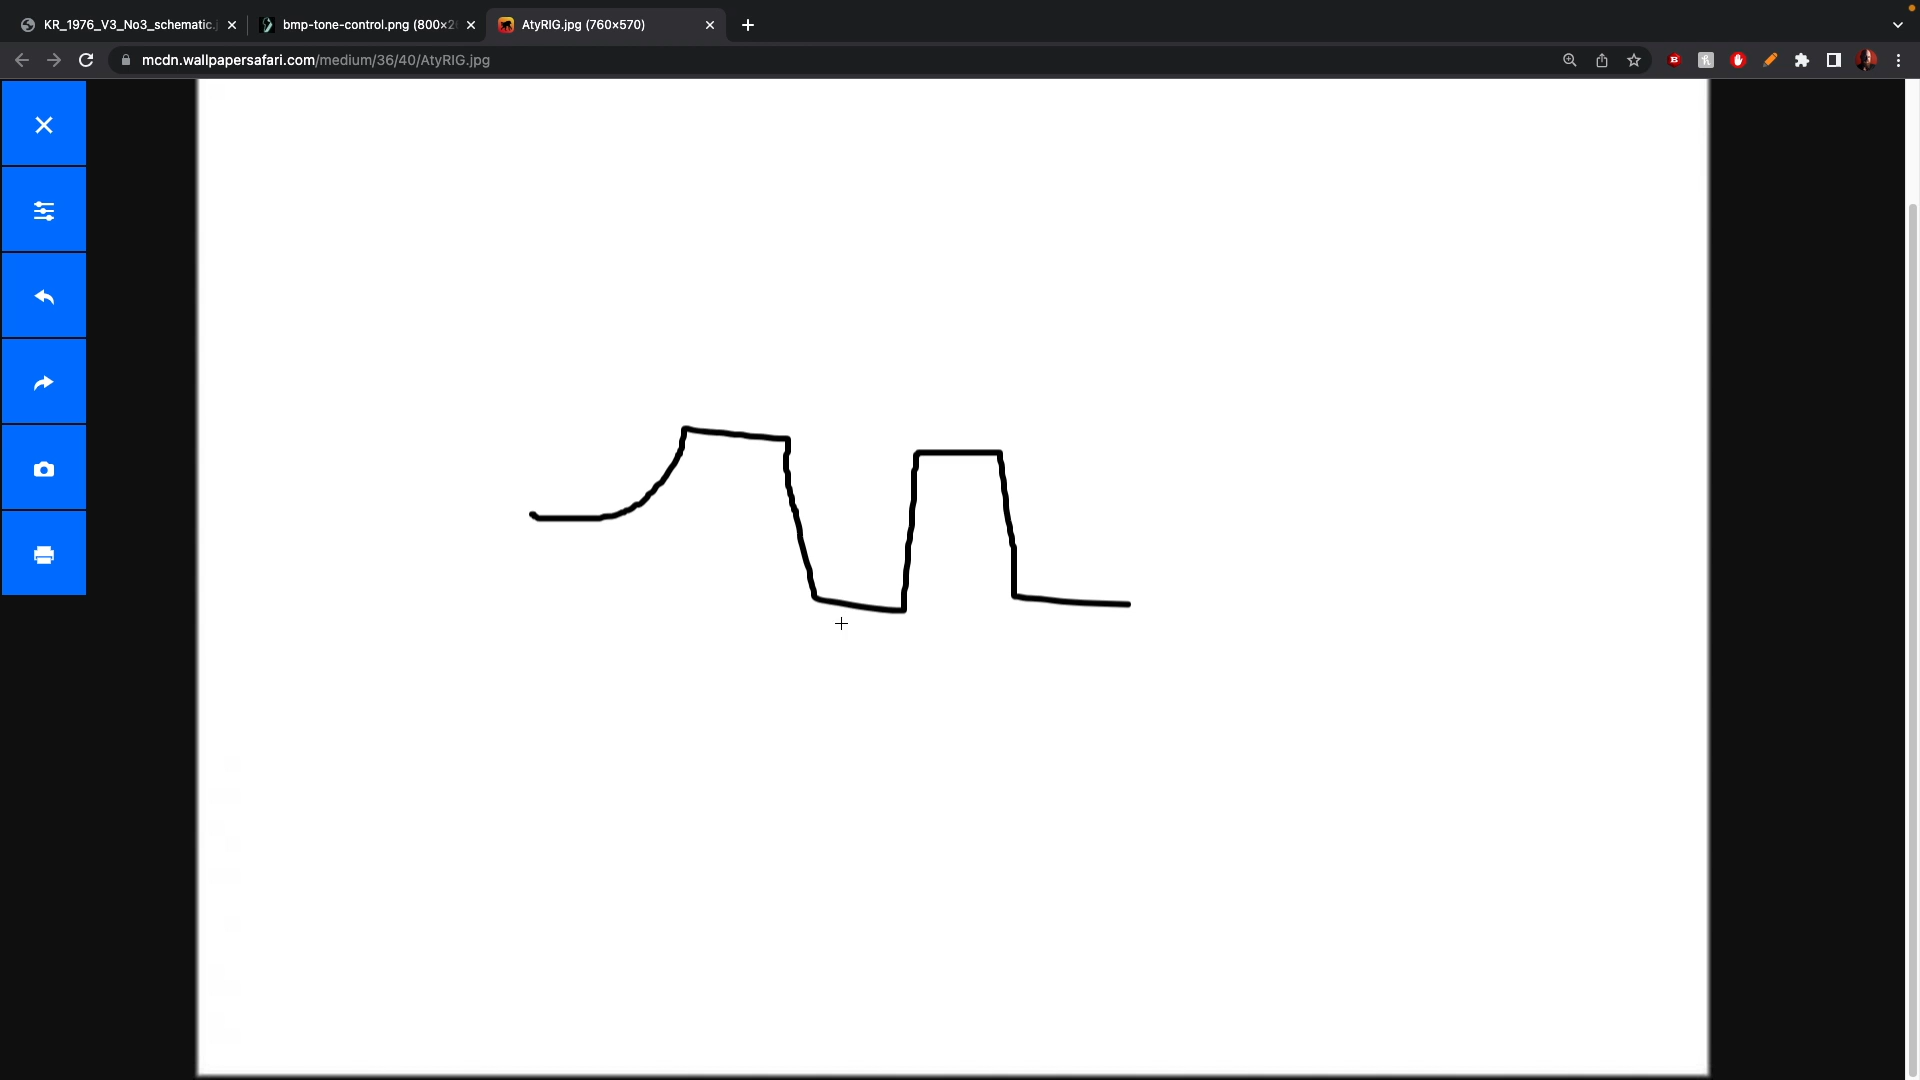 KR_1976_V3_No3_schematic.j
bmp-tone-control.png (800×2
AtyRIG.jpg (760×570)
mcdn.wallpapersafari.com/medium/36/40/AtyRIG.jpg